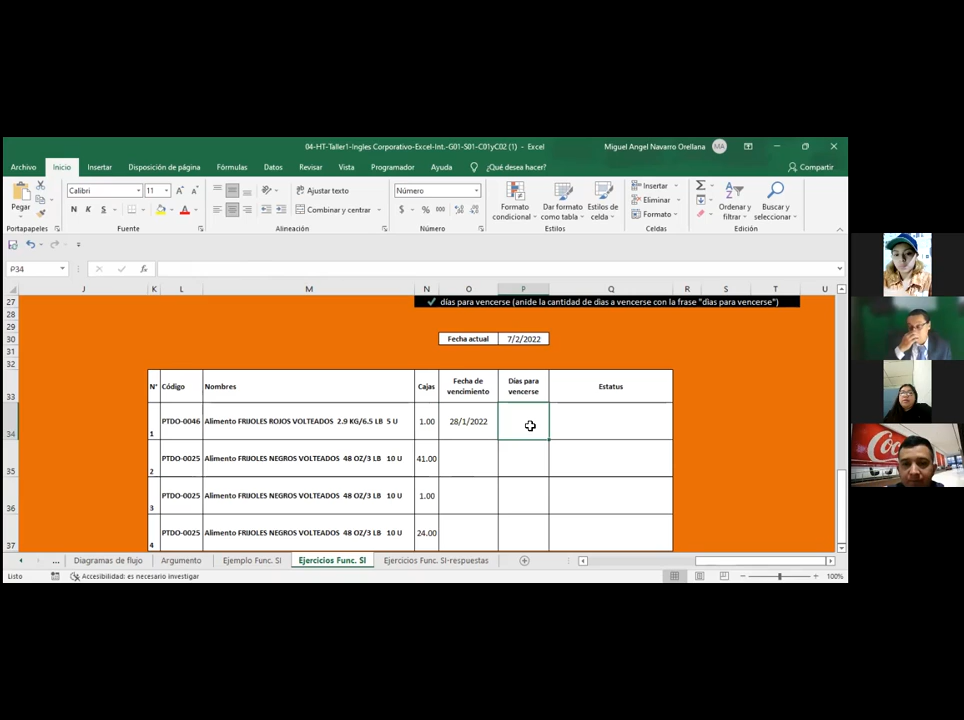 04-HT-Taller1-Ingles Corporativo-Excel-Int.-G01-S01-C01yC02 (1) - Excel
Miguel Angel Navarro Orellana MA
Archivo Inicio Insertar Disposición de página Fórmulas Datos Revisar Vista Programador Ayuda ¿Qué desea hacer? Compartir
Pegar
Calibri 11
N K S
Ajustar texto
Combinar y centrar
Número
$ % 000
Formato condicional
Dar formato como tabla
Estilos de celda
Insertar
Eliminar
Formato
Ordenar y filtrar
Buscar y seleccionar
Portapapeles Fuente Alineación Número Estilos Celdas Edición
P34 fx
J K L M N O P Q R S T U
27 días para vencerse (anide la cantidad de dias a vencerse con la frase "días para vencerse")
28
29
30 Fecha actual 7/2/2022
31
32
33 N° Código Nombres Cajas Fecha de vencimiento Días para vencerse Estatus
34 1 PTDO-0046 Alimento FRIJOLES ROJOS VOLTEADOS 2.9 KG/6.5 LB 5 U 1.00 28/1/2022
35 2 PTDO-0025 Alimento FRIJOLES NEGROS VOLTEADOS 48 OZ/3 LB 10 U 41.00
36 3 PTDO-0025 Alimento FRIJOLES NEGROS VOLTEADOS 48 OZ/3 LB 10 U 1.00
37 4 PTDO-0025 Alimento FRIJOLES NEGROS VOLTEADOS 48 OZ/3 LB 10 U 24.00
... Diagramas de flujo Argumento Ejemplo Func. SI Ejercicios Func. SI Ejercicios Func. SI-respuestas
Listo Accesibilidad: es necesario investigar 100%